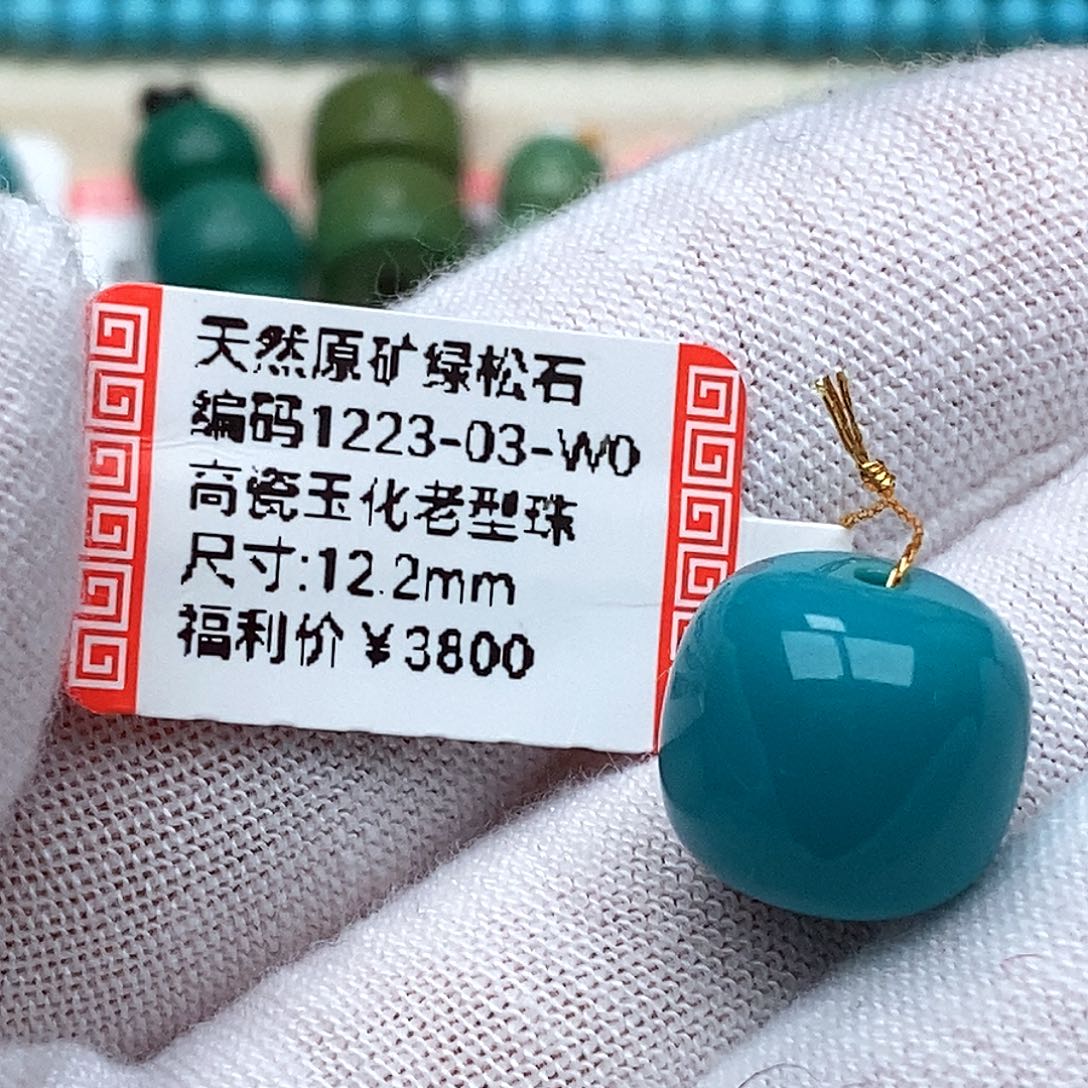 天然原矿绿松石
编码1223-03-W0
高瓷玉化老型珠
尺寸:12.2mm
福利价￥3800